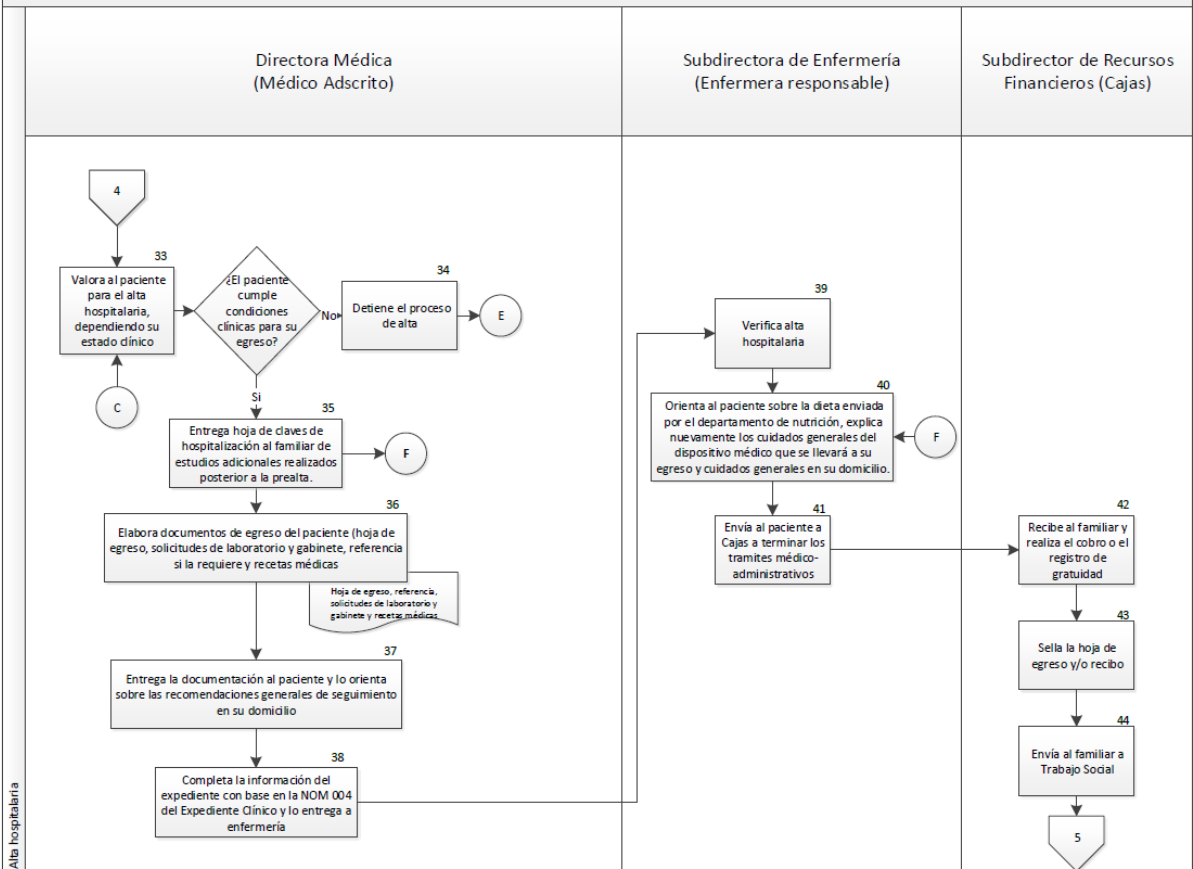 Directora Médica
(Médico Adscrito)
Subdirectora de Enfermería
(Enfermera responsable)
Subdirector de Recursos
Financieros (Cajas)
4
33
Valora al paciente
para el alta
hospitalaria,
dependiendo su
estado clínico
C
¿El paciente
cumple
condiciones
clínicas para su
egreso?
No
34
Detiene el proceso
de alta
E
Si
35
Entrega hoja de claves de
hospitalización al familiar de
estudios adicionales realizados
posterior a la prealta.
F
36
Elabora documentos de egreso del paciente (hoja de
egreso, solicitudes de laboratorio y gabinete, referencia
si la requiere y recetas médicas
Hoja de egreso, referencia,
solicitudes de laboratorio y
gabinete y recetas médicas
37
Entrega la documentación al paciente y lo orienta
sobre las recomendaciones generales de seguimiento
en su domicilio
38
Completa la información del
expediente con base en la NOM 004
del Expediente Clínico y lo entrega a
enfermería
39
Verifica alta
hospitalaria
40
Orienta al paciente sobre la dieta enviada
por el departamento de nutrición, explica
nuevamente los cuidados generales del
dispositivo médico que se llevará a su
egreso y cuidados generales en su domicilio.
F
41
Envía al paciente a
Cajas a terminar los
tramites médico-
administrativos
42
Recibe al familiar y
realiza el cobro o el
registro de
gratuidad
43
Sella la hoja de
egreso y/o recibo
44
Envía al familiar a
Trabajo Social
5
Alta hospitalaria